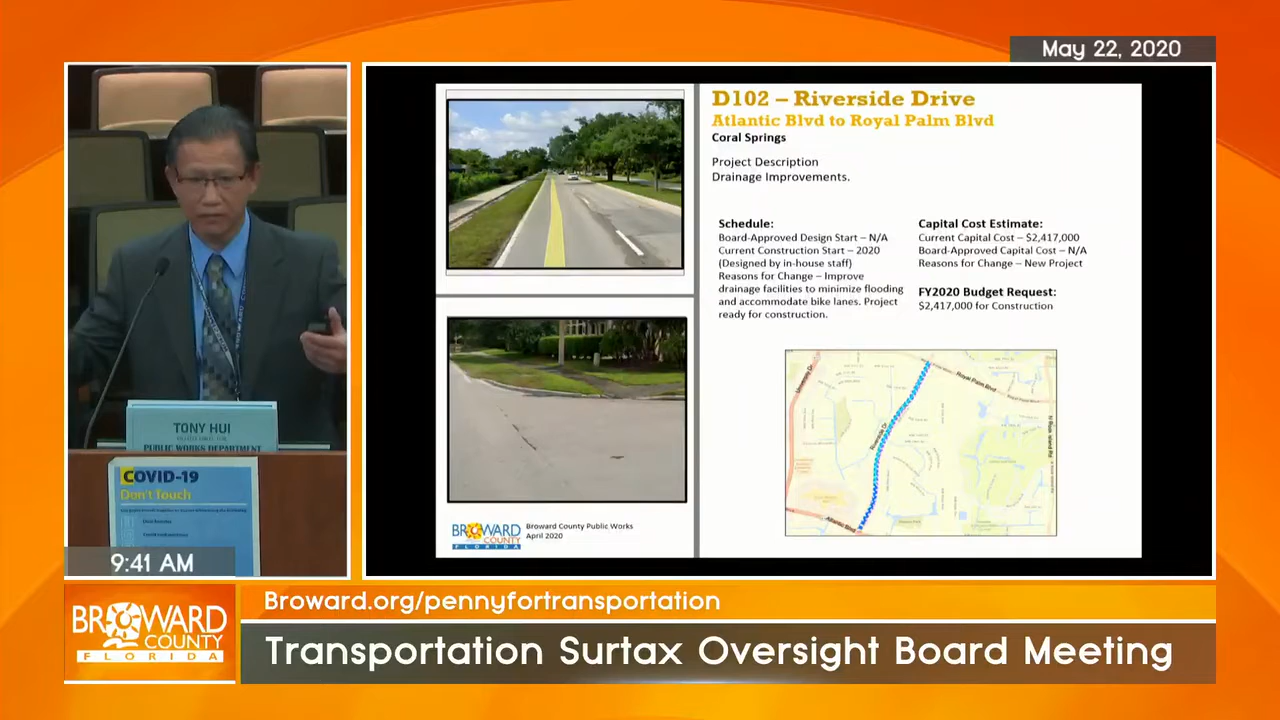 May 22, 2020
D102 – Riverside Drive
Atlantic Blvd to Royal Palm Blvd
Coral Springs
Project Description
Drainage Improvements.
Schedule:
Board-Approved Design Start – N/A
Current Construction Start – 2020
(Designed by in-house staff)
Reasons for Change – Improve
drainage facilities to minimize flooding
and accommodate bike lanes. Project
ready for construction.
Capital Cost Estimate:
Current Capital Cost – $2,417,000
Board-Approved Capital Cost – N/A
Reasons for Change – New Project
FY2020 Budget Request:
$2,417,000 for Construction
University Dr
Royal Palm Blvd
Riverside Dr
Atlantic Blvd
BROWARD
COUNTY
FLORIDA
Broward County Public Works
April 2020
TONY HUI
PUBLIC WORKS DEPARTMENT
COVID-19
Don't Touch
9:41 AM
BROWARD
COUNTY
FLORIDA
Broward.org/pennyfortransportation
Transportation Surtax Oversight Board Meeting